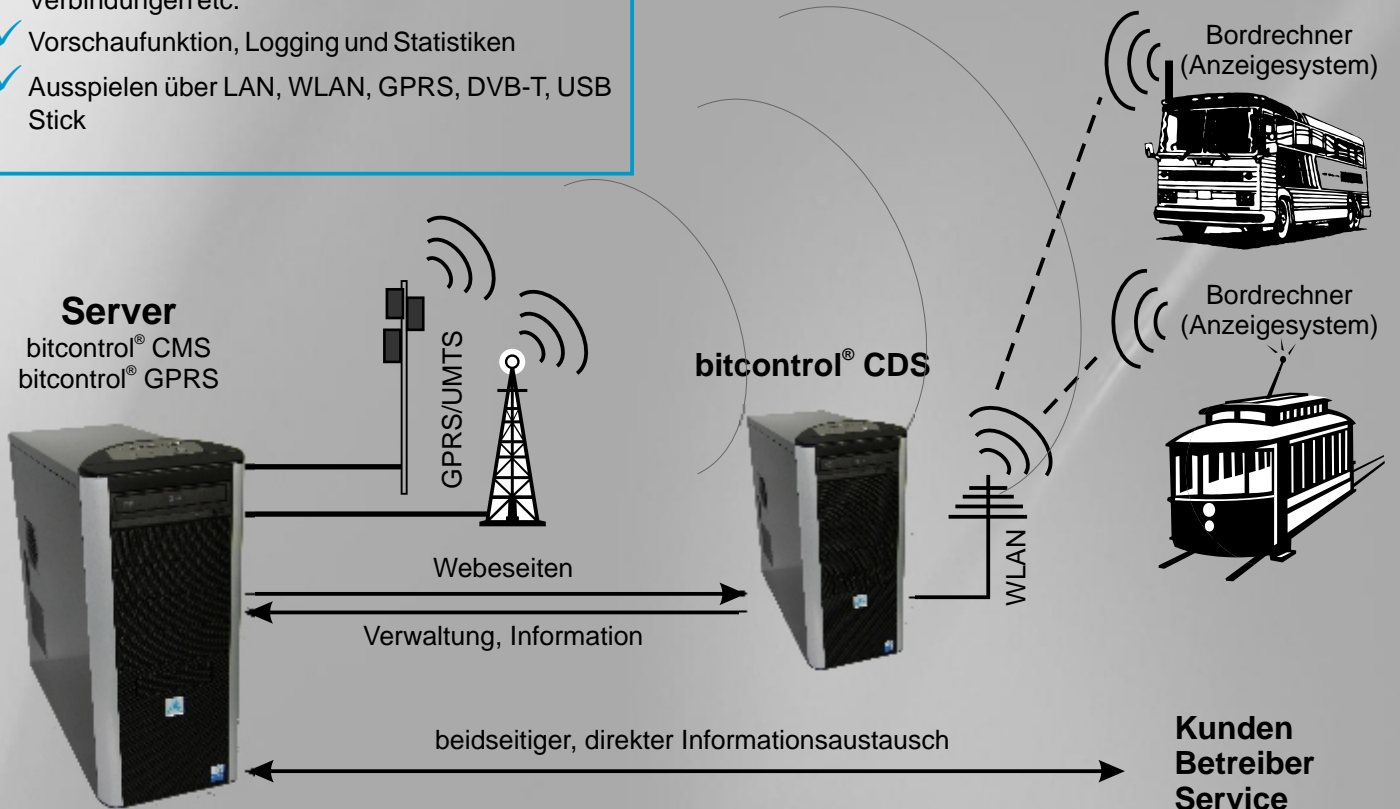 Verbindungen etc.
Vorschaufunktion, Logging und Statistiken
Ausspielen über LAN, WLAN, GPRS, DVB-T, USB
Stick
Bordrechner
(Anzeigesystem)
Bordrechner
(Anzeigesystem)
Server
bitcontrol® CMS
bitcontrol® GPRS
GPRS/UMTS
bitcontrol® CDS
WLAN
Webeseiten
Verwaltung, Information
beidseitiger, direkter Informationsaustausch
Kunden
Betreiber
Service